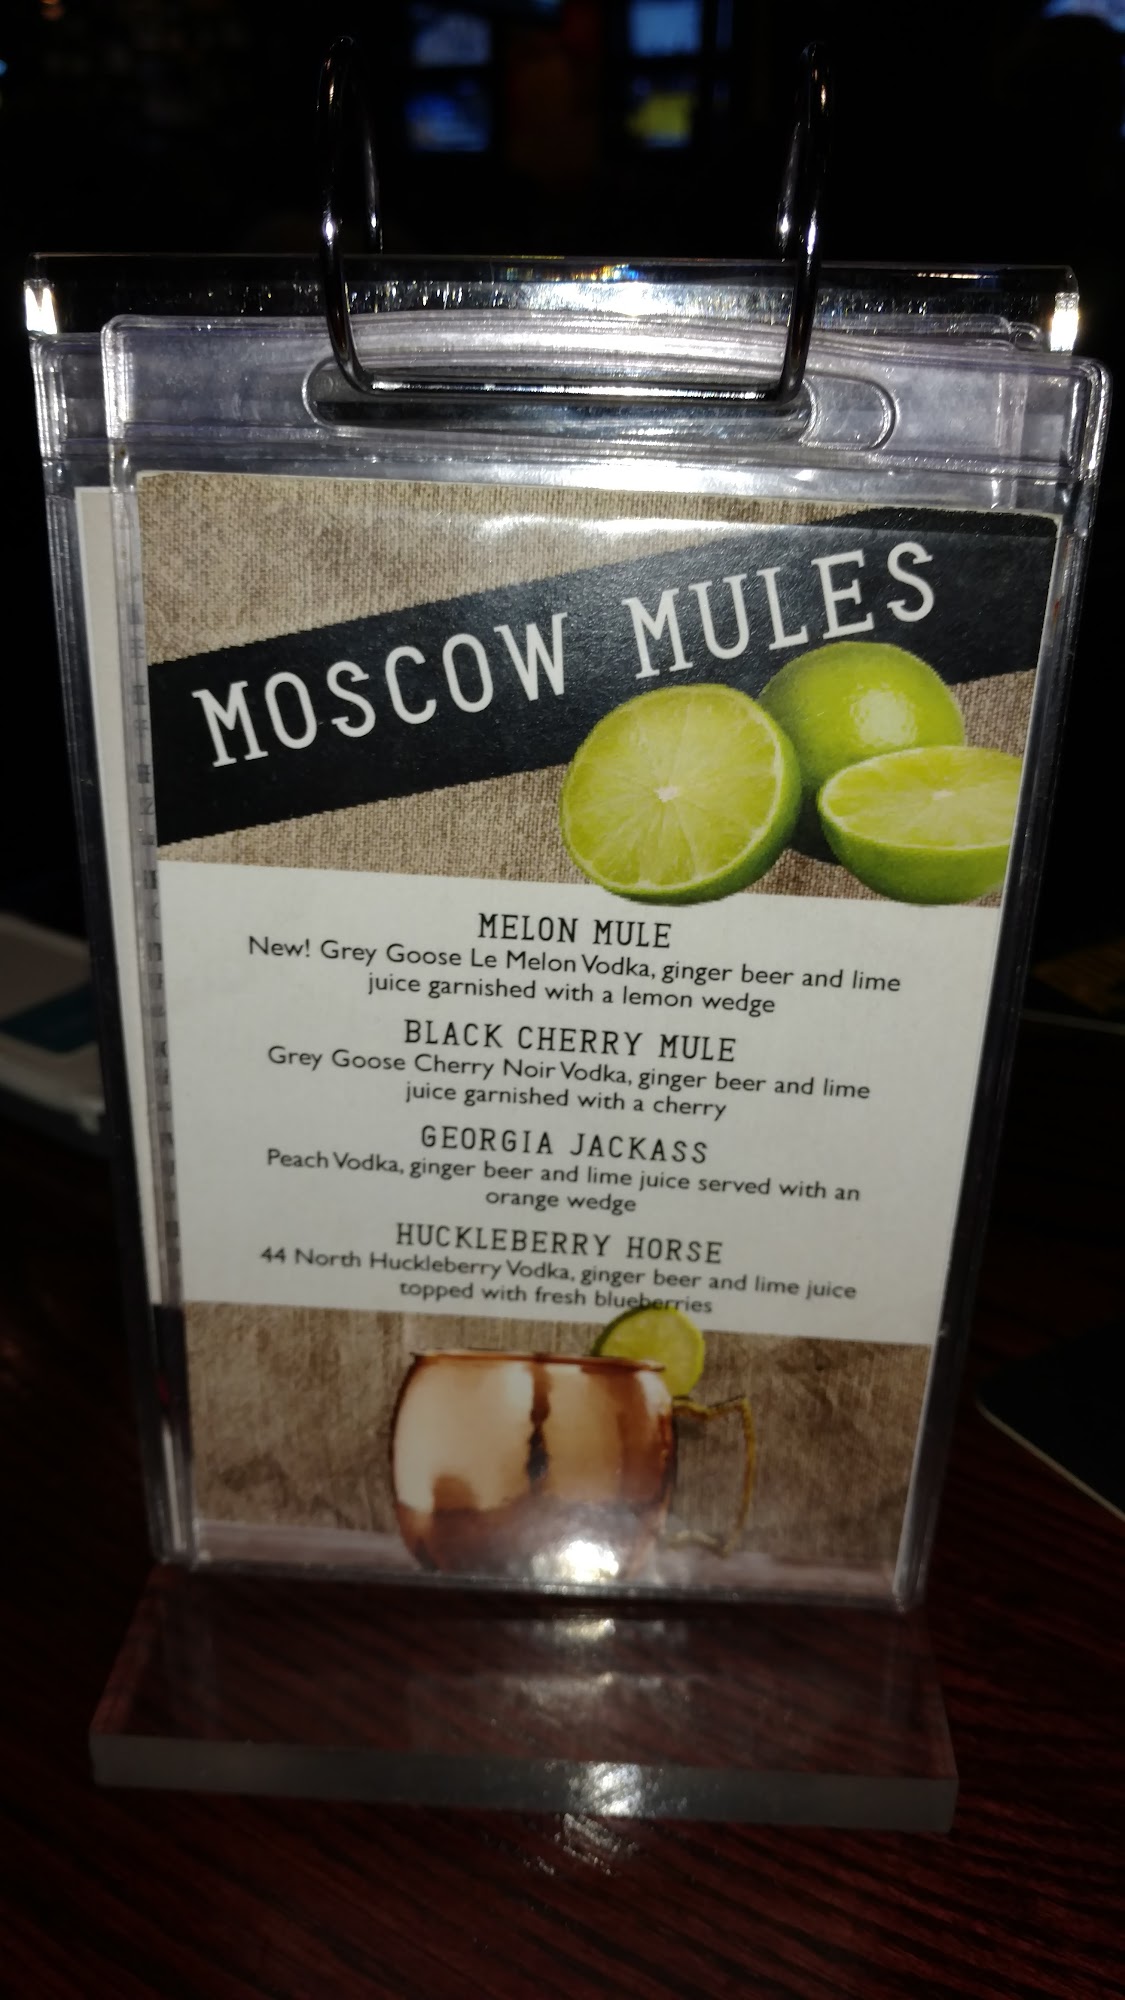 MOSCOW MULES
MELON MULE
New! Grey Goose Le Melon Vodka, ginger beer and lime
juice garnished with a lemon wedge
BLACK CHERRY MULE
Grey Goose Cherry Noir Vodka, ginger beer and lime
juice garnished with a cherry
GEORGIA JACKASS
Peach Vodka, ginger beer and lime juice served with an
orange wedge
HUCKLEBERRY HORSE
44 North Huckleberry Vodka, ginger beer and lime juice
topped with fresh blueberries